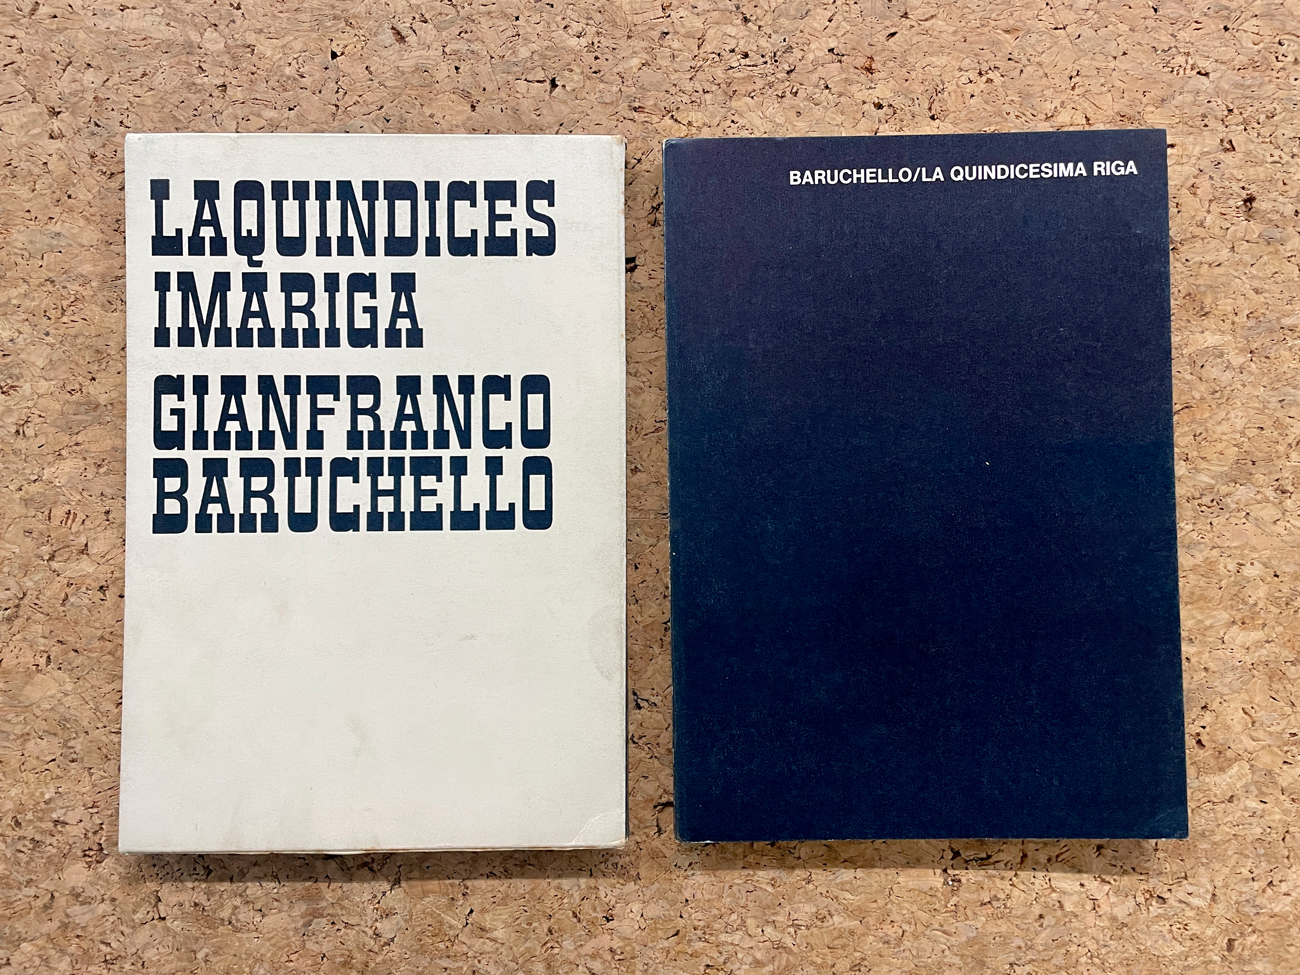 LAQUINDICES
IMARIGA
GIANFRANCO
BARUCHELLO
BARUCHELLO/LA QUINDICESIMA RIGA